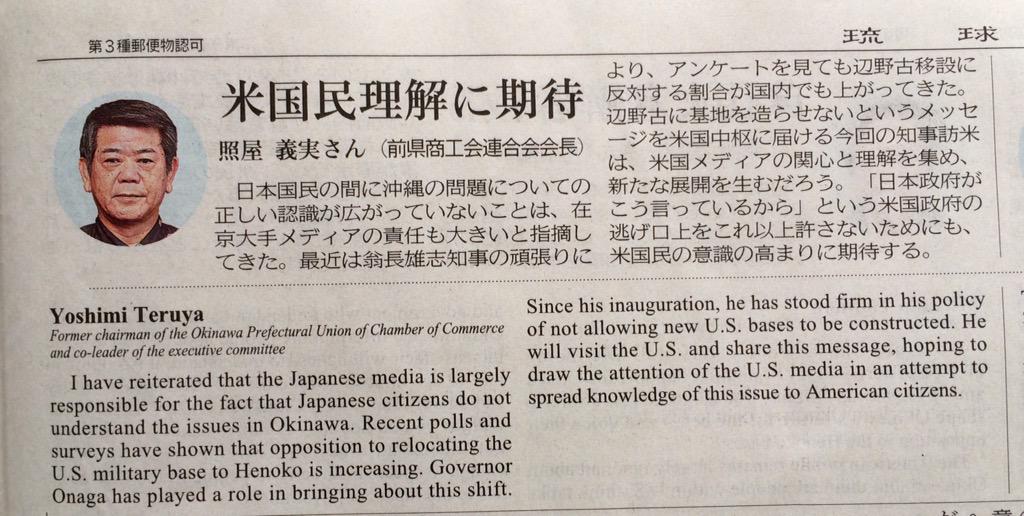 第3種郵便物認可
琉 球
米国民理解に期待
照屋 義実さん（前県商工会連合会会長）
日本国民の間に沖縄の問題についての
正しい認識が広がっていないことは、在
京大手メディアの責任も大きいと指摘し
てきた。最近は翁長雄志知事の頑張りに
より、アンケートを見ても辺野古移設に
反対する割合が国内でも上がってきた。
辺野古に基地を造らせないというメッセ
ージを米国中枢に届ける今回の知事訪米
は、米国メディアの関心と理解を集め、
新たな展開を生むだろう。「日本政府が
こう言っているから」という米国政府の
逃げ口上をこれ以上許さないためにも、
米国民の意識の高まりに期待する。
Yoshimi Teruya
Former chairman of the Okinawa Prefectural Union of Chamber of Commerce
and co-leader of the executive committee
I have reiterated that the Japanese media is largely
responsible for the fact that Japanese citizens do not
understand the issues in Okinawa. Recent polls and
surveys have shown that opposition to relocating the
U.S. military base to Henoko is increasing. Governor
Onaga has played a role in bringing about this shift.
Since his inauguration, he has stood firm in his policy
of not allowing new U.S. bases to be constructed. He
will visit the U.S. and share this message, hoping to
draw the attention of the U.S. media in an attempt to
spread knowledge of this issue to American citizens.